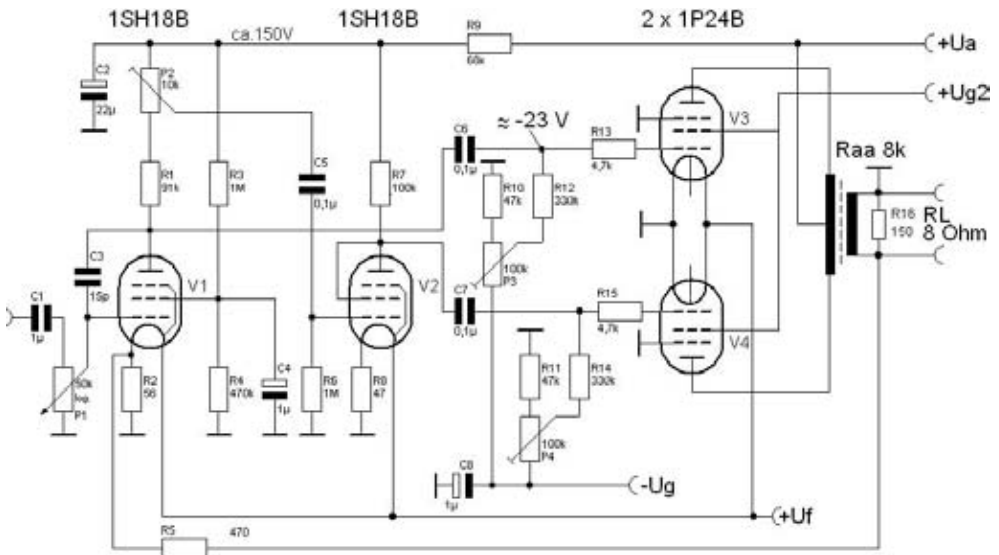 1SH18B
1SH18B
2 x 1P24B
ca.150V
R9
68k
+Ua
C2
22µ
P2
10k
+Ug2
V3
C6
0,1µ
≈ -23 V
R13
4,7k
Raa 8k
R1
91k
R3
1M
C5
0,1µ
R7
100k
R10
47k
R12
330k
R16
150
RL
8 Ohm
C3
15p
V1
V2
100k
P3
C1
1µ
C7
0,1µ
R15
4,7k
V4
50k
log.
P1
R2
56
R4
470k
C4
1µ
R6
1M
R8
47
R11
47k
R14
330k
100k
P4
C8
1µ
-Ug
+Uf
R5
470